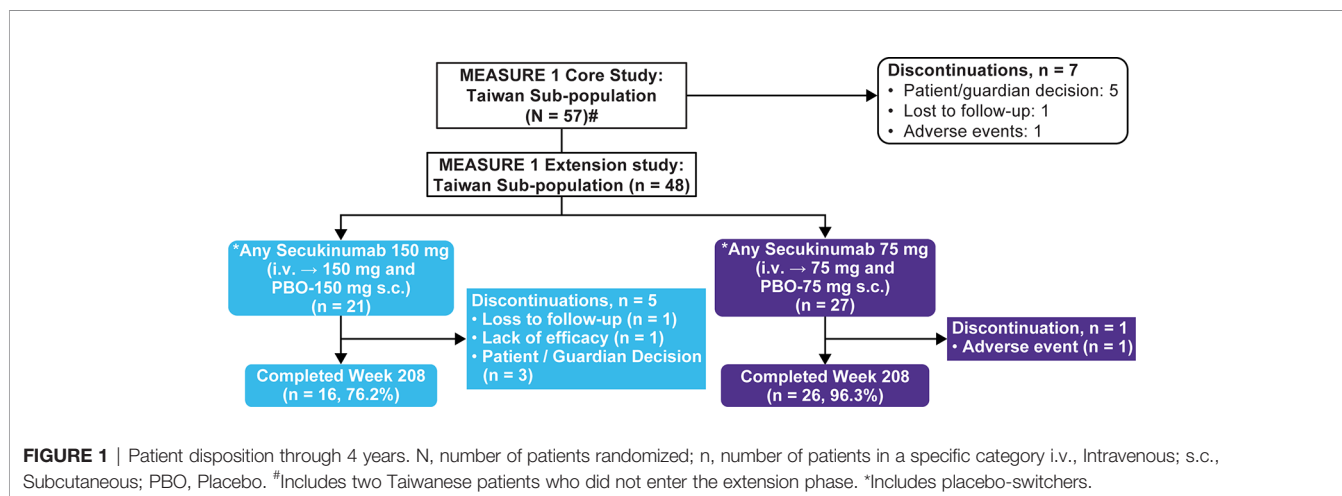 MEASURE 1 Core Study:
Taiwan Sub-population
(N = 57)#
Discontinuations, n = 7
• Patient/guardian decision: 5
• Lost to follow-up: 1
• Adverse events: 1
MEASURE 1 Extension study:
Taiwan Sub-population (n = 48)
*Any Secukinumab 150 mg
(i.v. → 150 mg and
PBO-150 mg s.c.)
(n = 21)
Discontinuations, n = 5
• Loss to follow-up (n = 1)
• Lack of efficacy (n = 1)
• Patient / Guardian Decision
(n = 3)
Completed Week 208
(n = 16, 76.2%)
*Any Secukinumab 75 mg
(i.v. → 75 mg and
PBO-75 mg s.c.)
(n = 27)
Discontinuation, n = 1
• Adverse event (n = 1)
Completed Week 208
(n = 26, 96.3%)
FIGURE 1 | Patient disposition through 4 years. N, number of patients randomized; n, number of patients in a specific category i.v., Intravenous; s.c.,
Subcutaneous; PBO, Placebo. #Includes two Taiwanese patients who did not enter the extension phase. *Includes placebo-switchers.